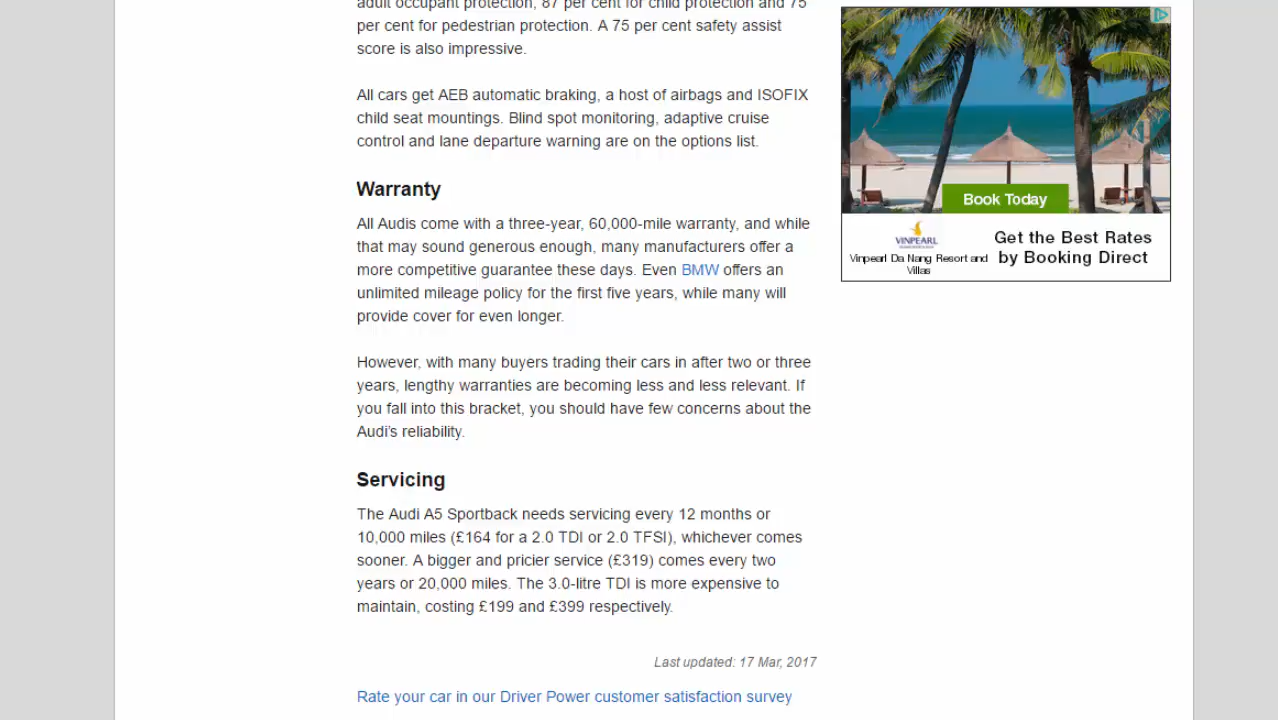 adult occupant protection, 87 per cent for child protection and 75
per cent for pedestrian protection. A 75 per cent safety assist
score is also impressive.
All cars get AEB automatic braking, a host of airbags and ISOFIX
child seat mountings. Blind spot monitoring, adaptive cruise
control and lane departure warning are on the options list.
Warranty
All Audis come with a three-year, 60,000-mile warranty, and while
that may sound generous enough, many manufacturers offer a
more competitive guarantee these days. Even BMW offers an
unlimited mileage policy for the first five years, while many will
provide cover for even longer.
However, with many buyers trading their cars in after two or three
years, lengthy warranties are becoming less and less relevant. If
you fall into this bracket, you should have few concerns about the
Audi's reliability.
Servicing
The Audi A5 Sportback needs servicing every 12 months or
10,000 miles (£164 for a 2.0 TDI or 2.0 TFSI), whichever comes
sooner. A bigger and pricier service (£319) comes every two
years or 20,000 miles. The 3.0-litre TDI is more expensive to
maintain, costing £199 and £399 respectively.
Last updated: 17 Mar, 2017
Rate your car in our Driver Power customer satisfaction survey
Book Today
VINPEARL
Vinpearl Da Nang Resort and
Villas
Get the Best Rates
by Booking Direct